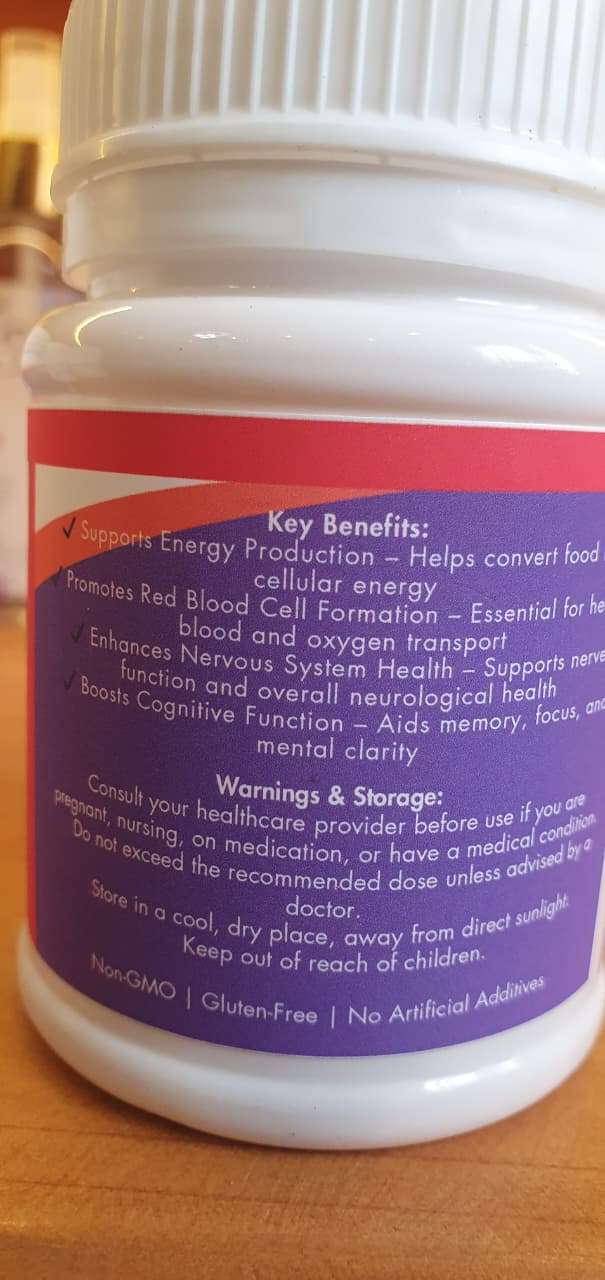 Key Benefits:
✓ Supports Energy Production – Helps convert food
cellular energy
✓ Promotes Red Blood Cell Formation – Essential for he
blood and oxygen transport
✓ Enhances Nervous System Health – Supports nerve
function and overall neurological health
✓ Boosts Cognitive Function – Aids memory, focus, and
mental clarity
Warnings & Storage:
Consult your healthcare provider before use if you are
pregnant, nursing, on medication, or have a medical condition.
Do not exceed the recommended dose unless advised by a
doctor.
Store in a cool, dry place, away from direct sunlight.
Keep out of reach of children.
Non-GMO | Gluten-Free | No Artificial Additives